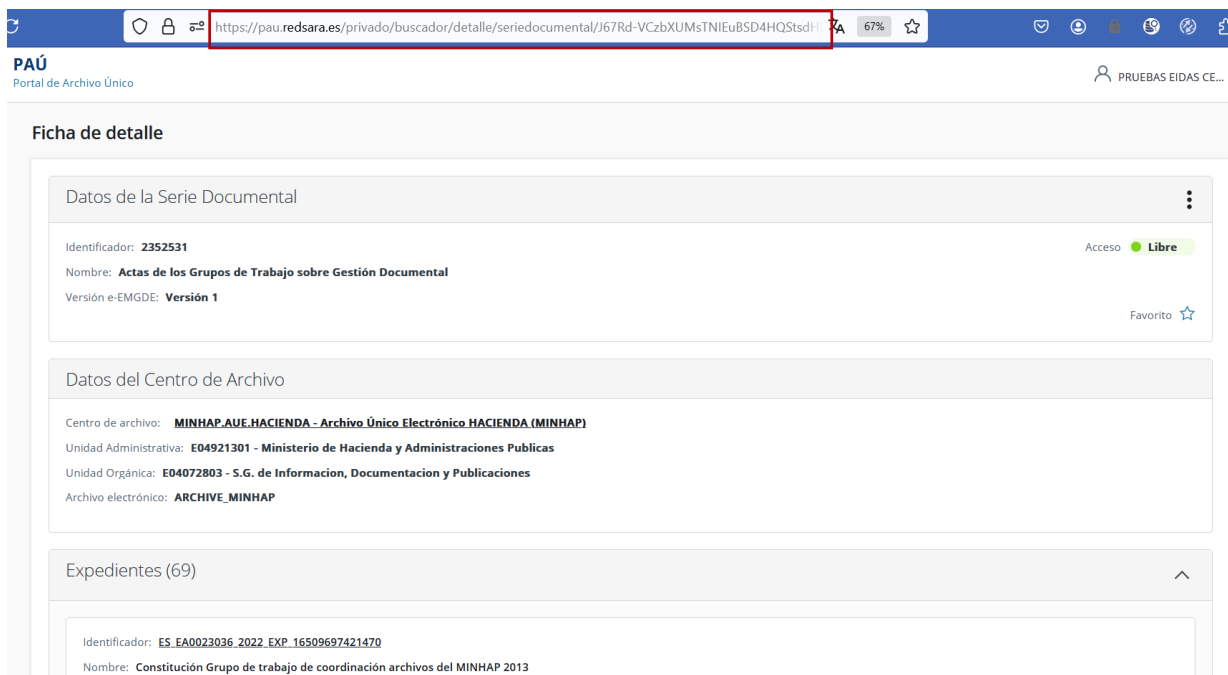 https://pau.redsara.es/privado/buscador/detalle/seriedocumental/J67Rd-VCzbXUMsTNIEuBSD4HQStsdH
67%
PAÚ
Portal de Archivo Único
PRUEBAS EIDAS CE...
Ficha de detalle
Datos de la Serie Documental
Identificador: 2352531
Acceso Libre
Nombre: Actas de los Grupos de Trabajo sobre Gestión Documental
Versión e-EMGDE: Versión 1
Favorito
Datos del Centro de Archivo
Centro de archivo: MINHAP.AUE.HACIENDA - Archivo Único Electrónico HACIENDA (MINHAP)
Unidad Administrativa: E04921301 - Ministerio de Hacienda y Administraciones Publicas
Unidad Orgánica: E04072803 - S.G. de Informacion, Documentacion y Publicaciones
Archivo electrónico: ARCHIVE_MINHAP
Expedientes (69)
Identificador: ES_EA0023036_2022_EXP_16509697421470
Nombre: Constitución Grupo de trabajo de coordinación archivos del MINHAP 2013